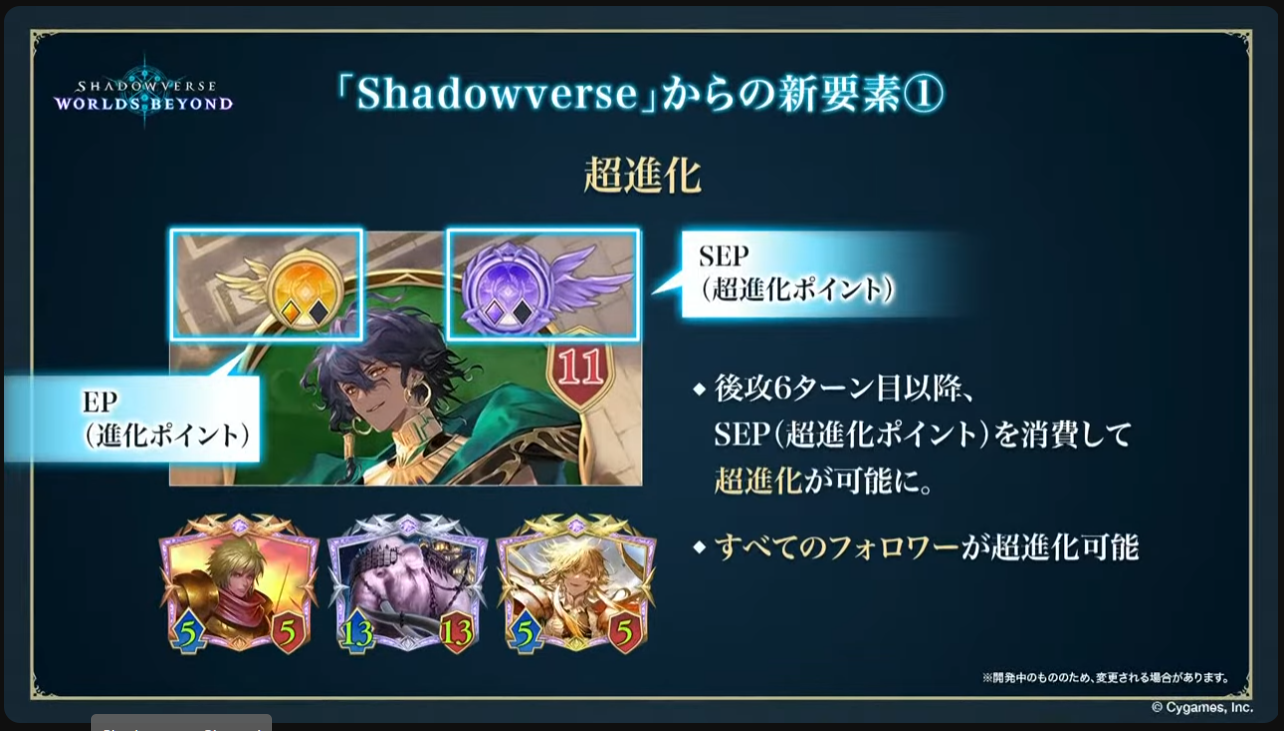 SHADOWVERSE
WORLDS BEYOND
「Shadowverse」からの新要素①
超進化
SEP
（超進化ポイント）
11
EP
（進化ポイント）
◆後攻6ターン目以降、
SEP（超進化ポイント）を消費して
超進化が可能に。
◆すべてのフォロワーが超進化可能
5 5 13 13 5 5
※開発中のもののため、変更される場合があります。
© Cygames, Inc.